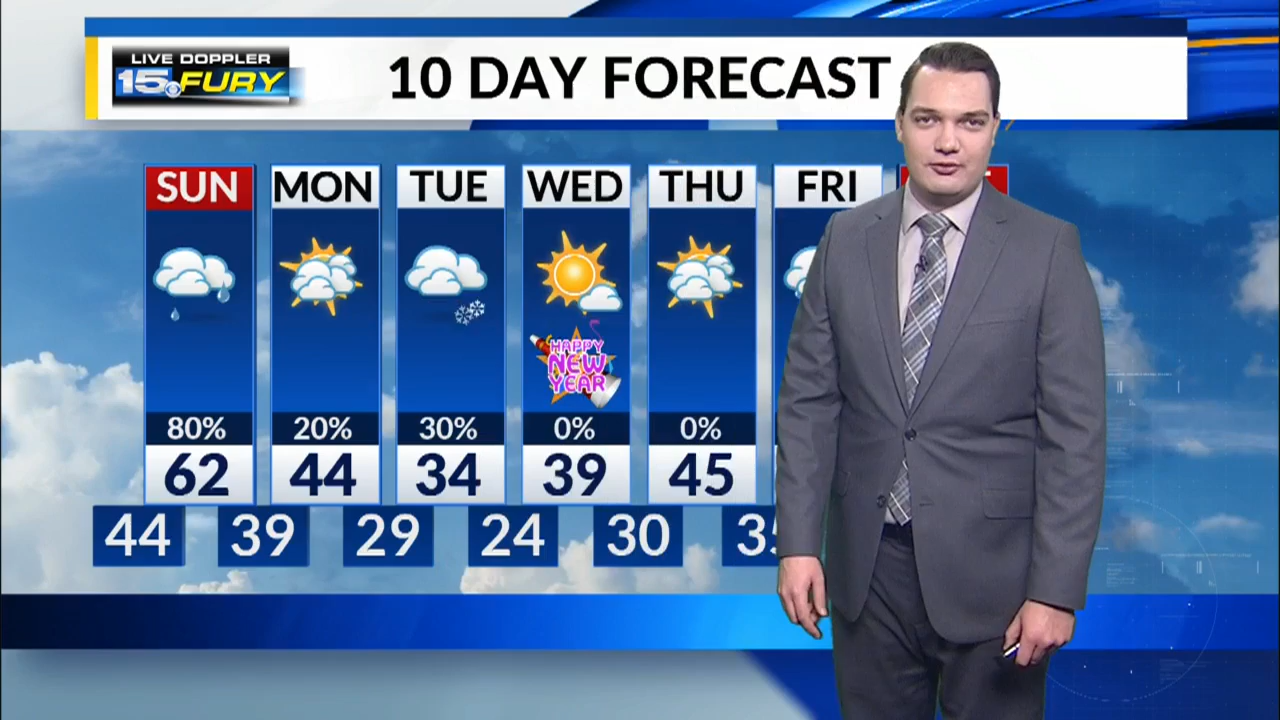 LIVE DOPPLER
15 FURY
10 DAY FORECAST
SUN MON TUE WED THU FRI
HAPPY
NEW
YEAR
80% 20% 30% 0% 0%
62 44 34 39 45
44 39 29 24 30